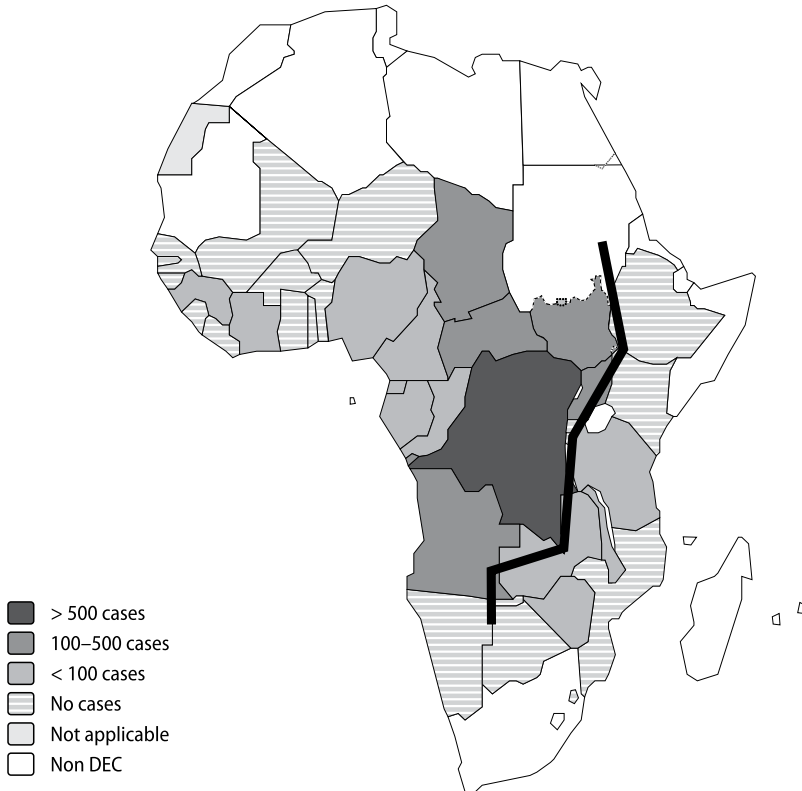 > 500 cases
100–500 cases
< 100 cases
No cases
Not applicable
Non DEC